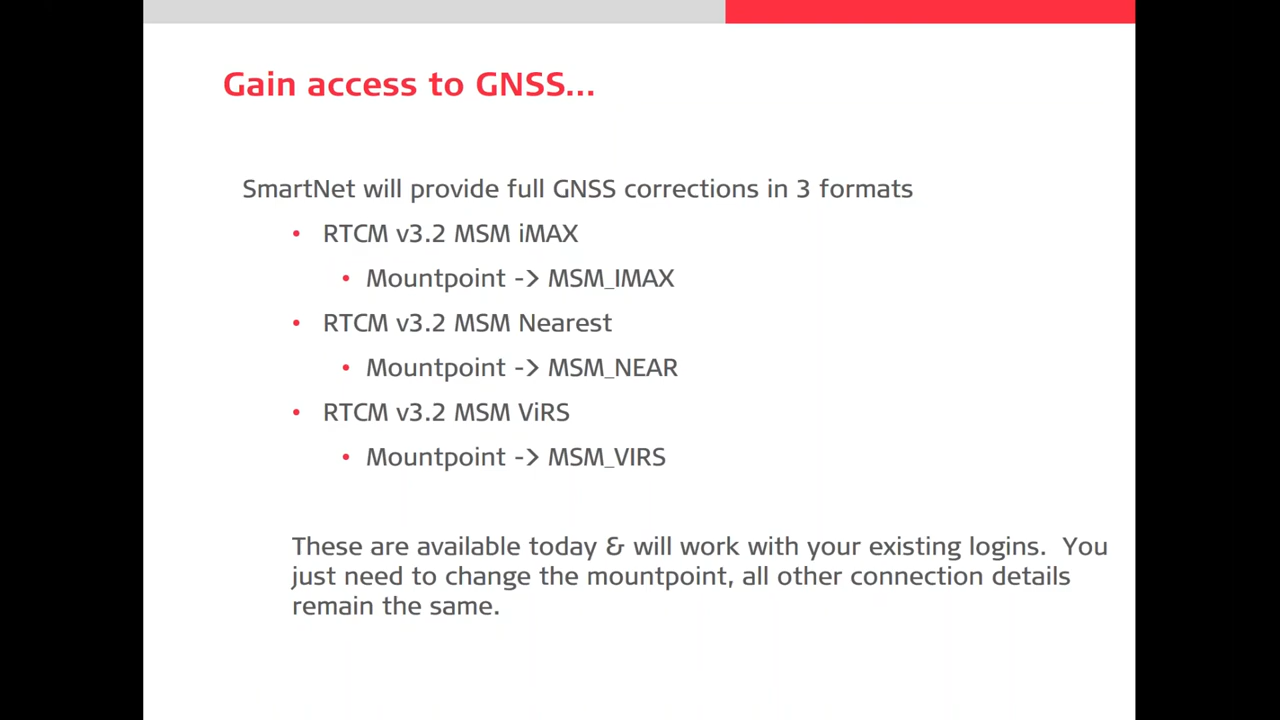 Gain access to GNSS...
SmartNet will provide full GNSS corrections in 3 formats
• RTCM v3.2 MSM iMAX
• Mountpoint -> MSM_IMAX
• RTCM v3.2 MSM Nearest
• Mountpoint -> MSM_NEAR
• RTCM v3.2 MSM ViRS
• Mountpoint -> MSM_VIRS
These are available today & will work with your existing logins.  You
just need to change the mountpoint, all other connection details
remain the same.